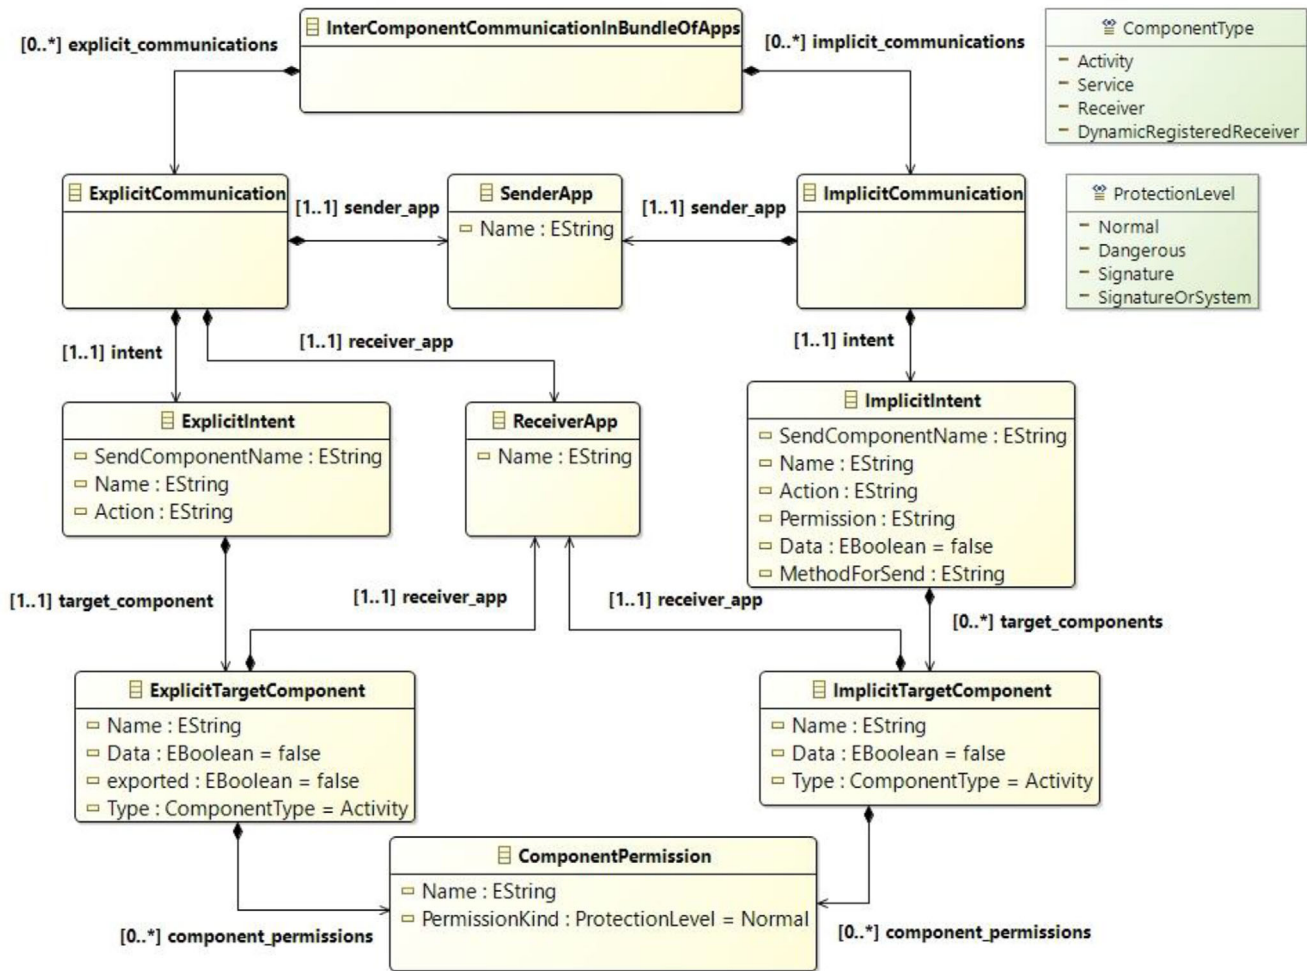 InterComponentCommunicationInBundleOfApps
[0..*] explicit_communications
[0..*] implicit_communications
ComponentType
Activity
Service
Receiver
DynamicRegisteredReceiver
ExplicitCommunication
[1..1] sender_app
SenderApp
Name : EString
[1..1] sender_app
ImplicitCommunication
ProtectionLevel
Normal
Dangerous
Signature
SignatureOrSystem
[1..1] intent
[1..1] receiver_app
[1..1] intent
ExplicitIntent
SendComponentName : EString
Name : EString
Action : EString
ReceiverApp
Name : EString
ImplicitIntent
SendComponentName : EString
Name : EString
Action : EString
Permission : EString
Data : EBoolean = false
MethodForSend : EString
[1..1] target_component
[1..1] receiver_app
[1..1] receiver_app
[0..*] target_components
ExplicitTargetComponent
Name : EString
Data : EBoolean = false
exported : EBoolean = false
Type : ComponentType = Activity
ImplicitTargetComponent
Name : EString
Data : EBoolean = false
Type : ComponentType = Activity
ComponentPermission
Name : EString
PermissionKind : ProtectionLevel = Normal
[0..*] component_permissions
[0..*] component_permissions